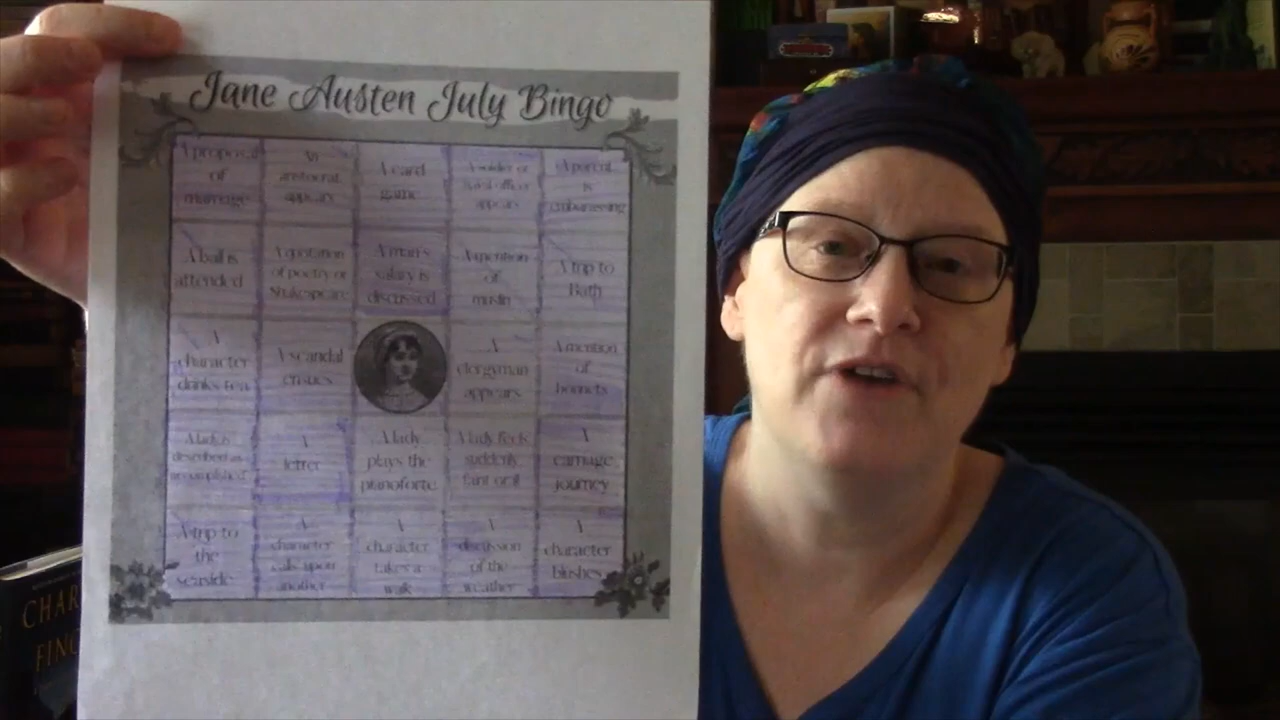 Jane Austen July Bingo
A proposal
of
marriage
An
aristocrat
appears
A card
game
A soldier or
naval officer
appears
A parent
is
embarrassing
A ball is
attended
A quotation
of poetry or
Shakespeare
A man's
salary is
discussed
A mention
of
muslin
A trip to
Bath
A
character
drinks tea
A scandal
ensues
A
clergyman
appears
A mention
of
bonnets
A lady is
described as
accomplished
A
letter
A lady
plays the
pianoforte
A lady feels
suddenly
faint or ill
A
carriage
journey
A trip to
the
seaside
A
character
calls upon
another
A
character
takes a
walk
A
discussion
of the
weather
A
character
blushes
CHAR
FING